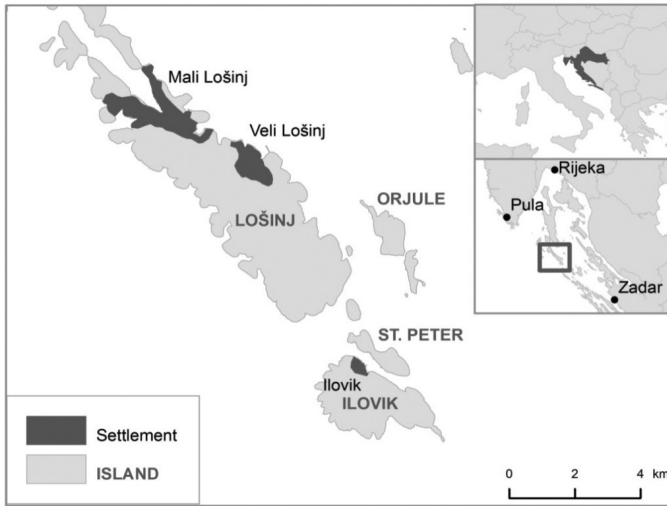 Mali Lošinj
Veli Lošinj
LOŠINJ
ORJULE
ST. PETER
Ilovik
ILOVIK
Rijeka
Pula
Zadar
Settlement
ISLAND
0 2 4 km